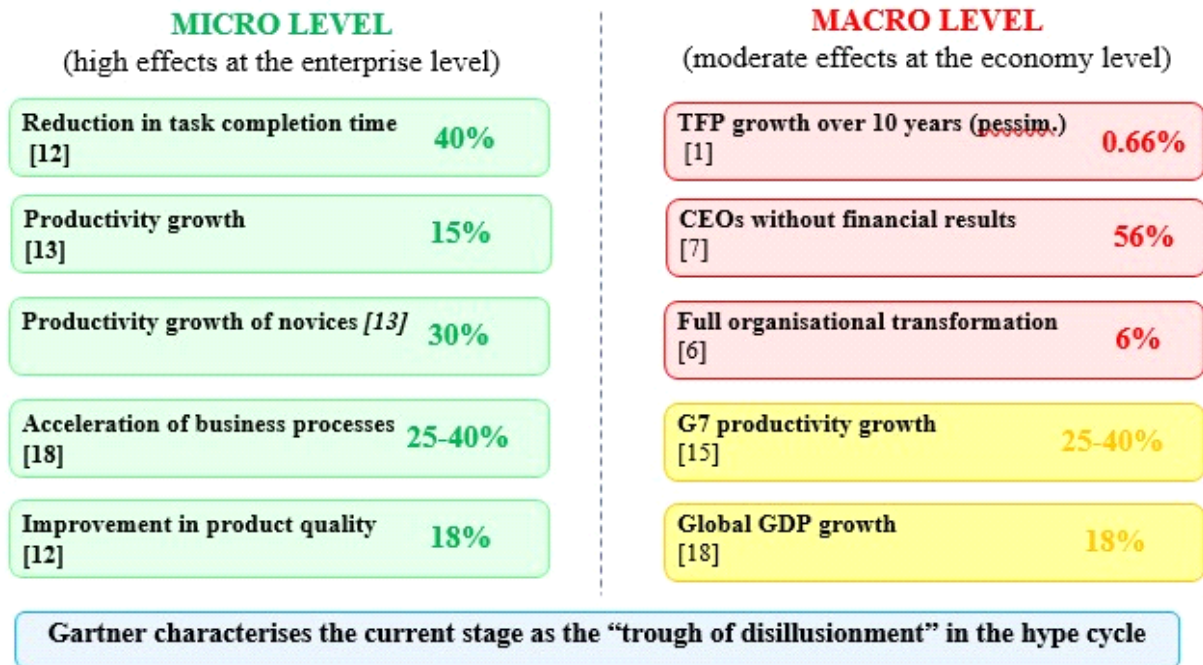 MICRO LEVEL
(high effects at the enterprise level)
Reduction in task completion time
[12]
40%
Productivity growth
[13]
15%
Productivity growth of novices [13]
30%
Acceleration of business processes
[18]
25-40%
Improvement in product quality
[12]
18%
MACRO LEVEL
(moderate effects at the economy level)
TFP growth over 10 years (pessim.)
[1]
0.66%
CEOs without financial results
[7]
56%
Full organisational transformation
[6]
6%
G7 productivity growth
[15]
25-40%
Global GDP growth
[18]
18%
Gartner characterises the current stage as the “trough of disillusionment” in the hype cycle